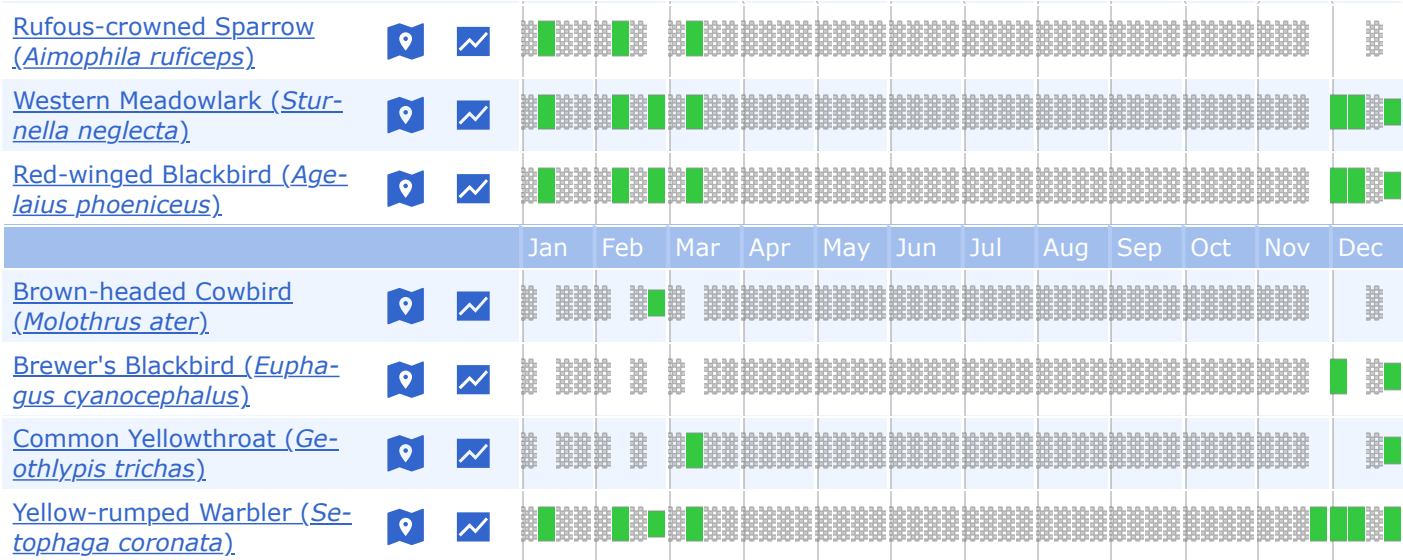 Rufous-crowned Sparrow
(Aimophila ruficeps)
Western Meadowlark (Stur-
nella neglecta)
Red-winged Blackbird (Age-
laius phoeniceus)
Jan Feb Mar Apr May Jun Jul Aug Sep Oct Nov Dec
Brown-headed Cowbird
(Molothrus ater)
Brewer's Blackbird (Eupha-
gus cyanocephalus)
Common Yellowthroat (Ge-
othlypis trichas)
Yellow-rumped Warbler (Se-
tophaga coronata)